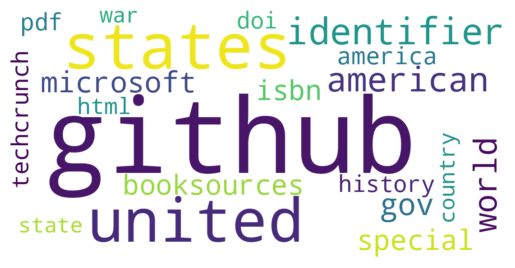 pdf
war
doi
identifier
states
america
microsoft
american
techcrunch
html
isbn
github
booksources
history
country
world
united
gov
state
special